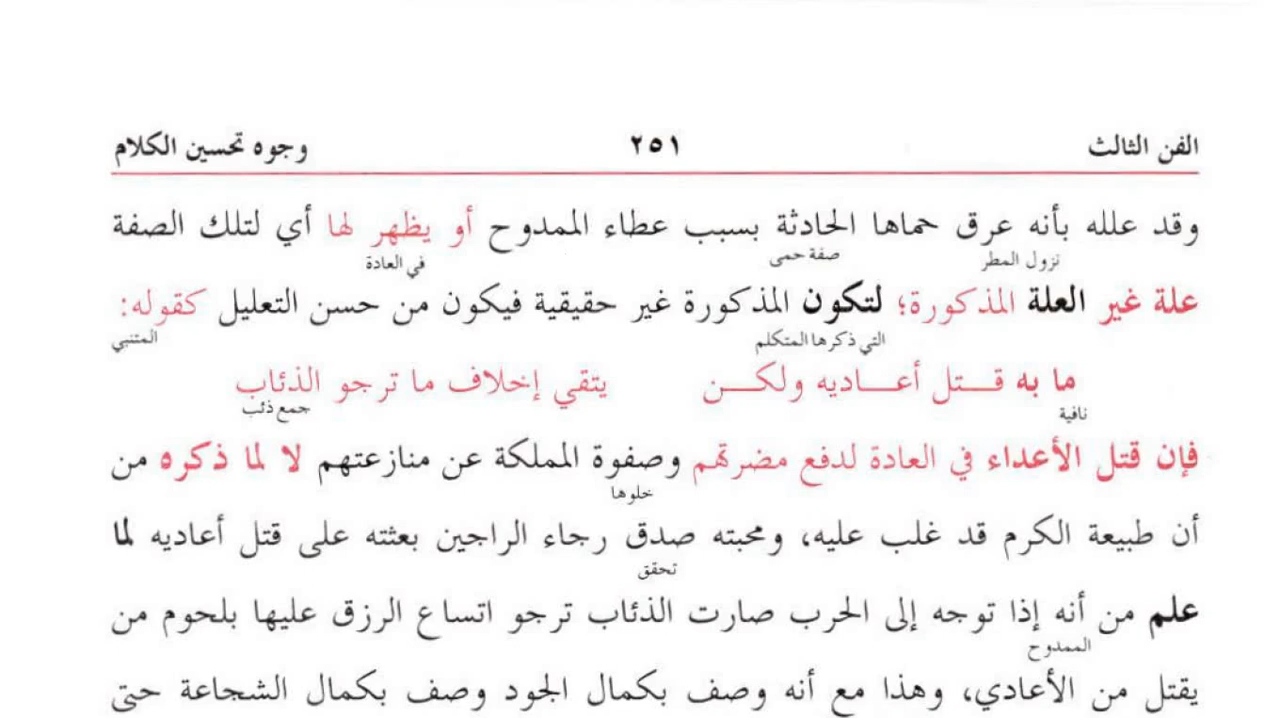 الفن الثالث ٢٥١ وجوه تحسين الكلام
وقد علله بأنه عرق حماها الحادثة بسبب عطاء الممدوح أو يظهر لها أي لتلك الصفة
نزول المطر صفة حمى في العادة
علة غير العلة المذكورة؛ لتكون المذكورة غير حقيقية فيكون من حسن التعليل كقوله:
التي ذكرها المتكلم المتنبي
ما به قـتل أعـاديه ولكـن يتقي إخلاف ما ترجو الذئاب
نافية جمع ذئب
فإن قتل الأعداء في العادة لدفع مضرتهم وصفوة المملكة عن منازعتهم لا لما ذكره من
خلوها
أن طبيعة الكرم قد غلب عليه، ومحبته صدق رجاء الراجين بعثته على قتل أعاديه لما
تحقق
علم من أنه إذا توجه إلى الحرب صارت الذئاب ترجو اتساع الرزق عليها بلحوم من
الممدوح
يقتل من الأعادي، وهذا مع أنه وصف بكمال الجود وصف بكمال الشجاعة حتى